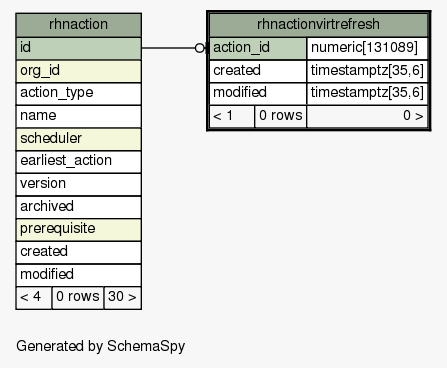 rhnaction
id
org_id
action_type
name
scheduler
earliest_action
version
archived
prerequisite
created
modified
< 4 0 rows 30 >
rhnactionvirtrefresh
action_id numeric[131089]
created timestamptz[35,6]
modified timestamptz[35,6]
< 1 0 rows 0 >
Generated by SchemaSpy